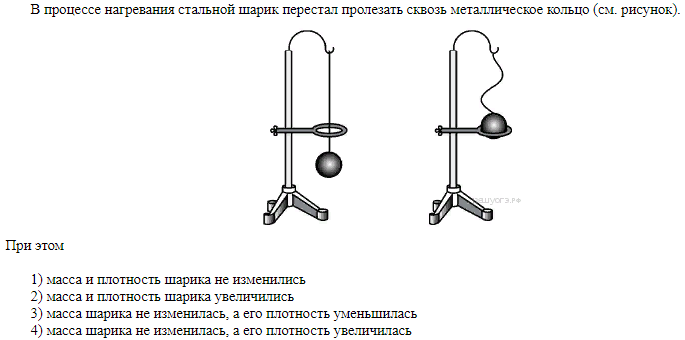 В процессе нагревания стальной шарик перестал пролезать сквозь металлическое кольцо (см. рисунок).
При этом
1) масса и плотность шарика не изменились
2) масса и плотность шарика увеличились
3) масса шарика не изменилась, а его плотность уменьшилась
4) масса шарика не изменилась, а его плотность увеличилась